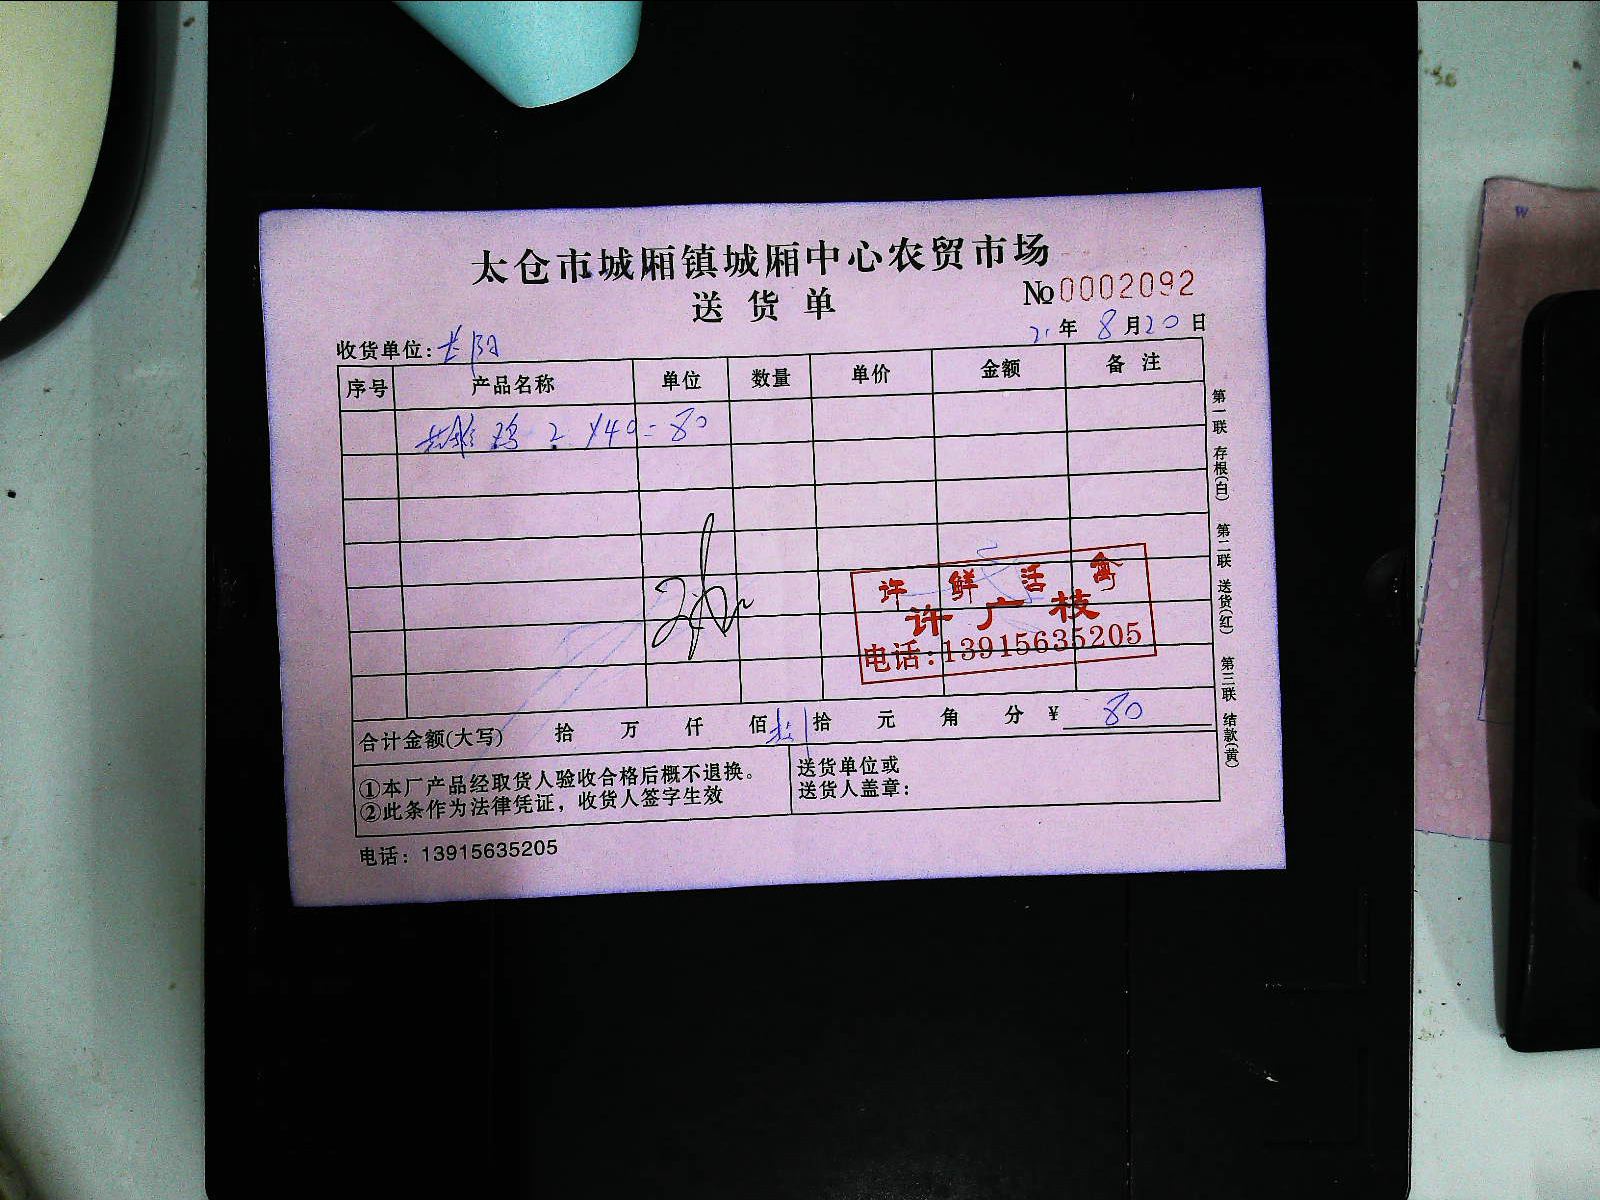 太仓市城厢镇城厢中心农贸市场
送货单
No 0002092
21年8月20日
收货单位:
序号 产品名称 单位 数量 单价 金额 备注
鸡 2 ×40=80
许鲜活禽
许广枝
电话:13915635205
合计金额(大写) 拾 万 仟 佰 拾 元 角 分 ¥ 80
①本厂产品经取货人验收合格后概不退换。
②此条作为法律凭证，收货人签字生效
送货单位或
送货人盖章:
电话：13915635205
第一联 存根(白) 第二联 送货(红) 第三联 结款(黄)